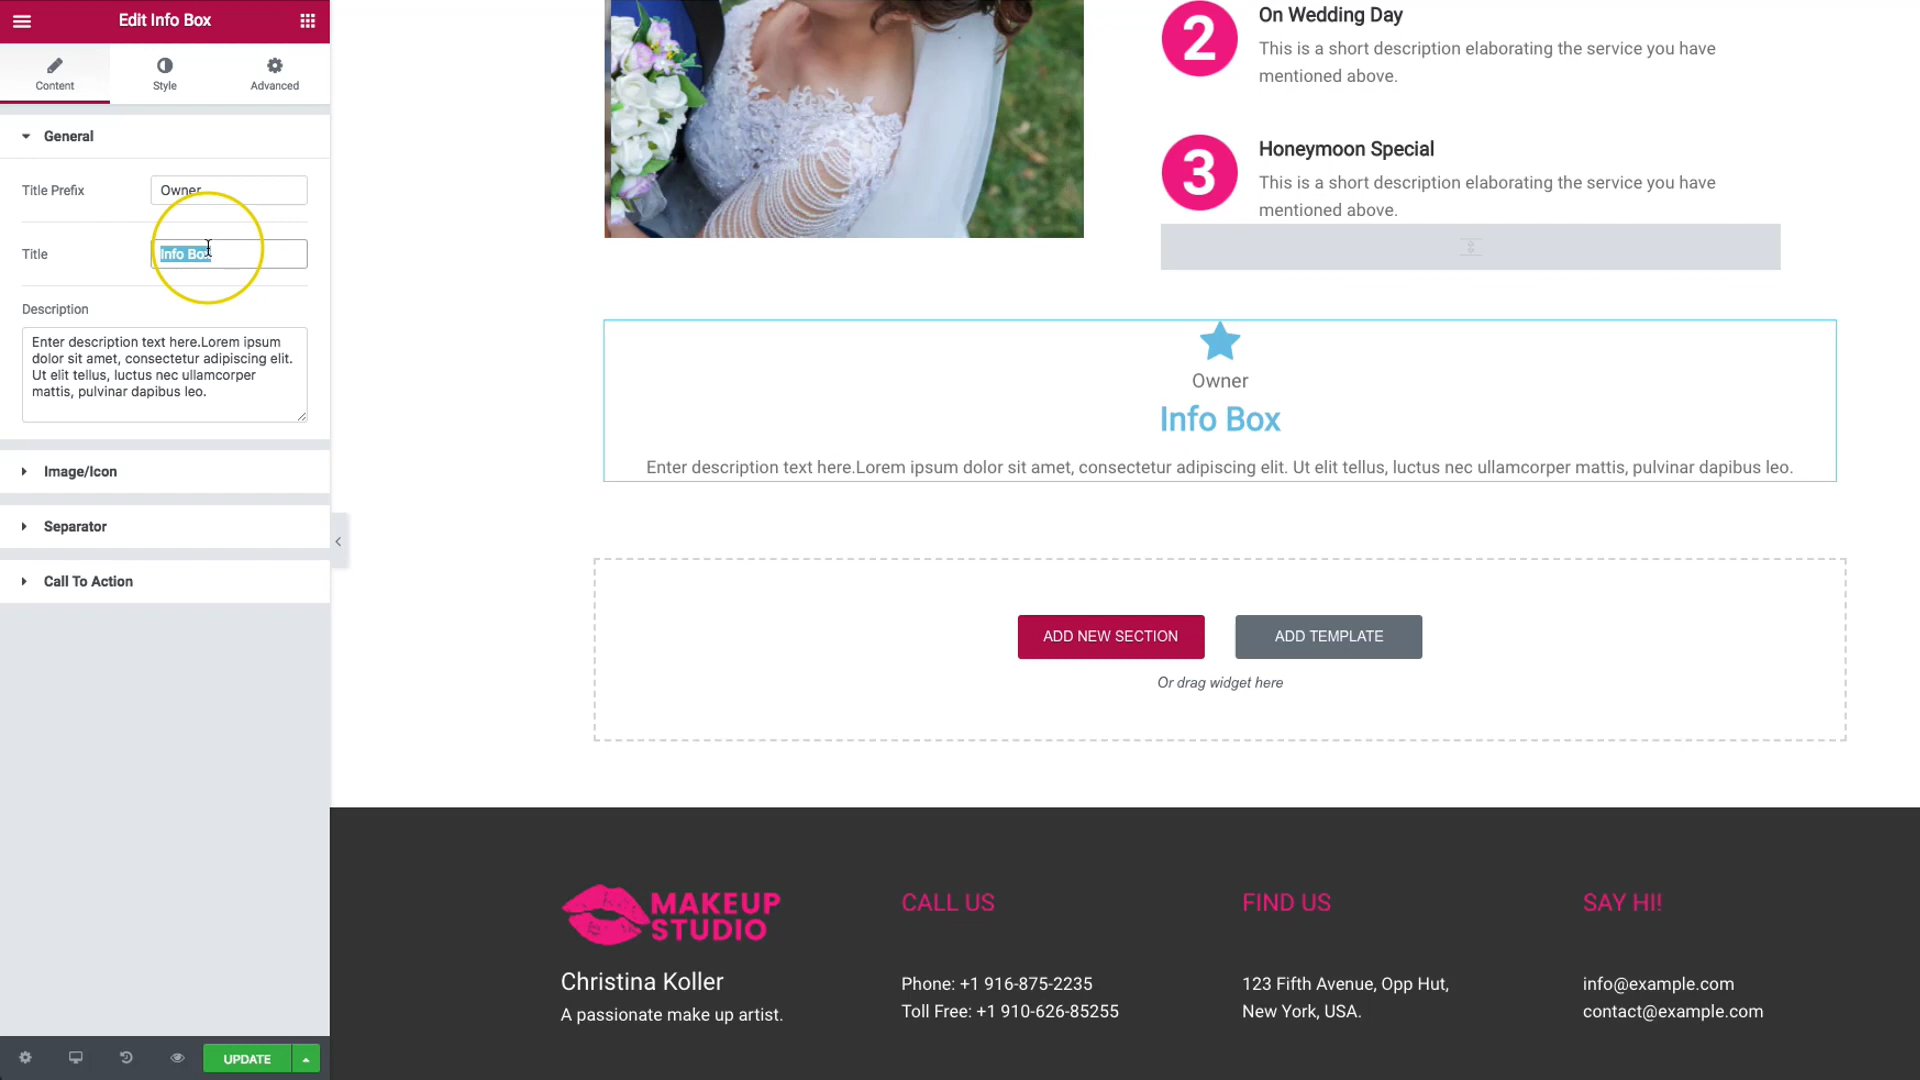 Edit Info Box
Content
Style
Advanced
General
Title Prefix
Owner
Title
Info Box
Description
Enter description text here.Lorem ipsum
dolor sit amet, consectetur adipiscing elit.
Ut elit tellus, luctus nec ullamcorper
mattis, pulvinar dapibus leo.
Image/Icon
Separator
Call To Action
UPDATE
2
On Wedding Day
This is a short description elaborating the service you have
mentioned above.
3
Honeymoon Special
This is a short description elaborating the service you have
mentioned above.
Owner
Info Box
Enter description text here.Lorem ipsum dolor sit amet, consectetur adipiscing elit. Ut elit tellus, luctus nec ullamcorper mattis, pulvinar dapibus leo.
ADD NEW SECTION
ADD TEMPLATE
Or drag widget here
MAKEUP
STUDIO
Christina Koller
A passionate make up artist.
CALL US
Phone: +1 916-875-2235
Toll Free: +1 910-626-85255
FIND US
123 Fifth Avenue, Opp Hut,
New York, USA.
SAY HI!
info@example.com
contact@example.com